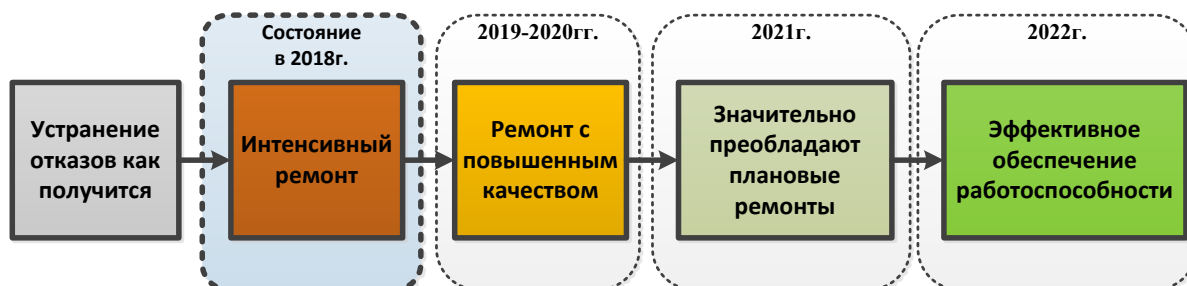 Состояние
в 2018г.
2019-2020гг.
2021г.
2022г.
Устранение
отказов как
получится
Интенсивный
ремонт
Ремонт с
повышенным
качеством
Значительно
преобладают
плановые
ремонты
Эффективное
обеспечение
работоспособности